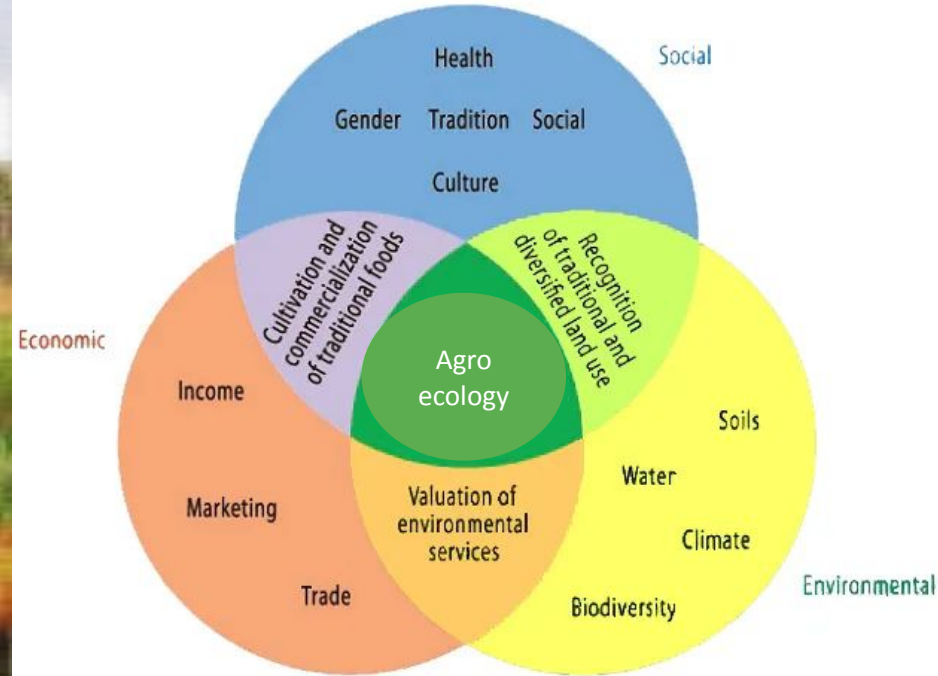 Health
Social
Gender Tradition Social
Culture
Cultivation and
commercialization
of traditional foods
Recognition
of traditional and
diversified land use
Economic
Agro
ecology
Income
Soils
Water
Marketing
Valuation of
environmental
services
Climate
Trade
Biodiversity
Environmental